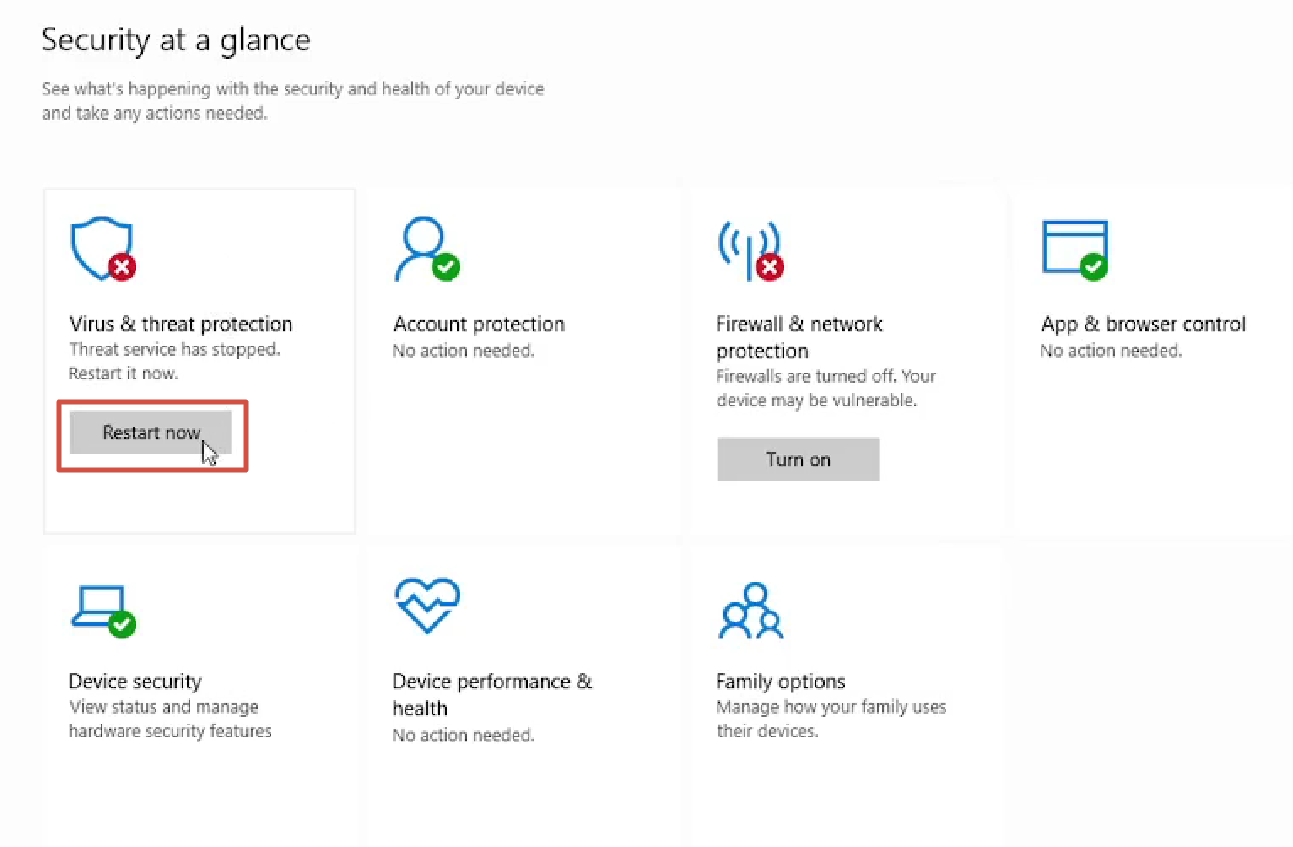 Security at a glance
See what's happening with the security and health of your device
and take any actions needed.
Virus & threat protection
Threat service has stopped.
Restart it now.
Restart now
Account protection
No action needed.
Firewall & network
protection
Firewalls are turned off. Your
device may be vulnerable.
Turn on
App & browser control
No action needed.
Device security
View status and manage
hardware security features
Device performance &
health
No action needed.
Family options
Manage how your family uses
their devices.